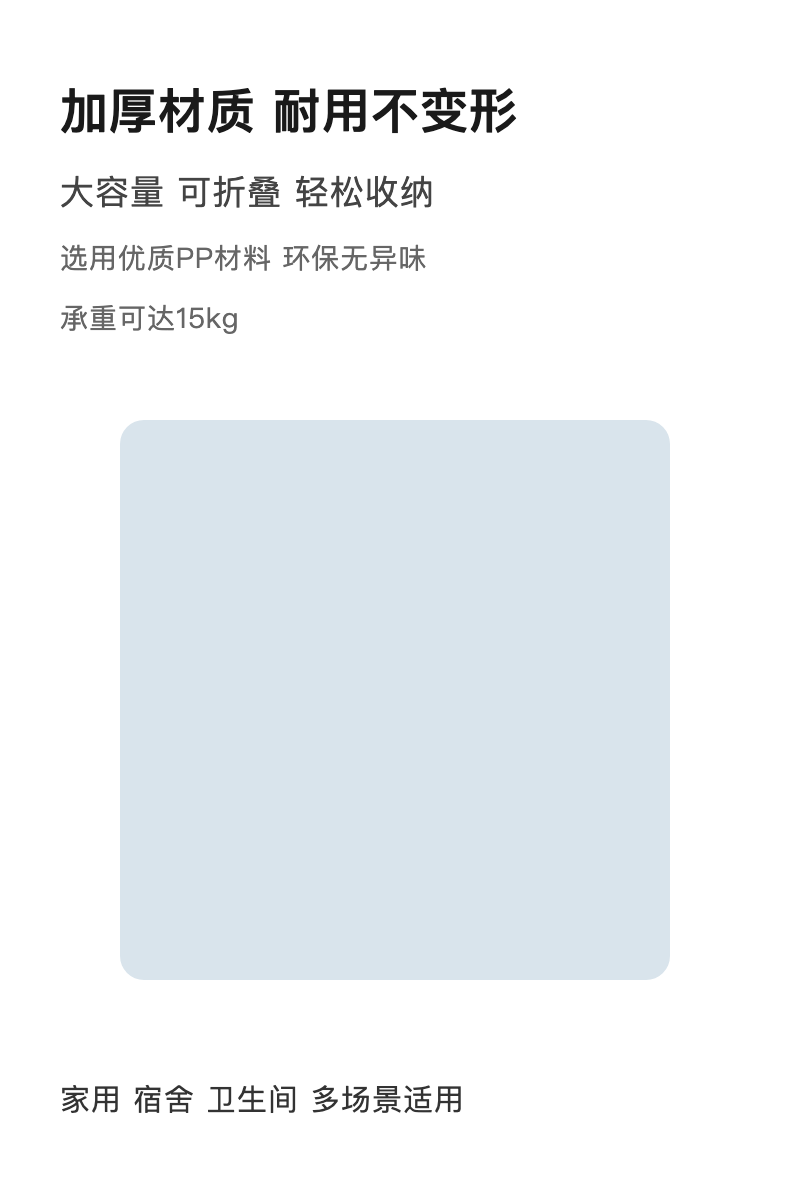 加厚材质 耐用不变形
大容量 可折叠 轻松收纳
选用优质PP材料 环保无异味
承重可达15kg
家用 宿舍 卫生间 多场景适用